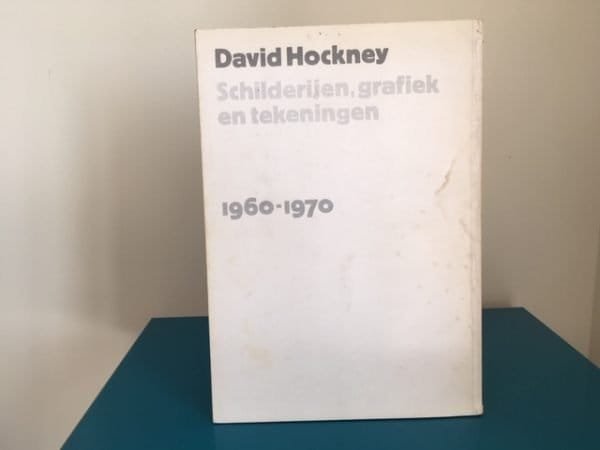 David Hockney
Schilderijen, grafiek
en tekeningen
1960-1970